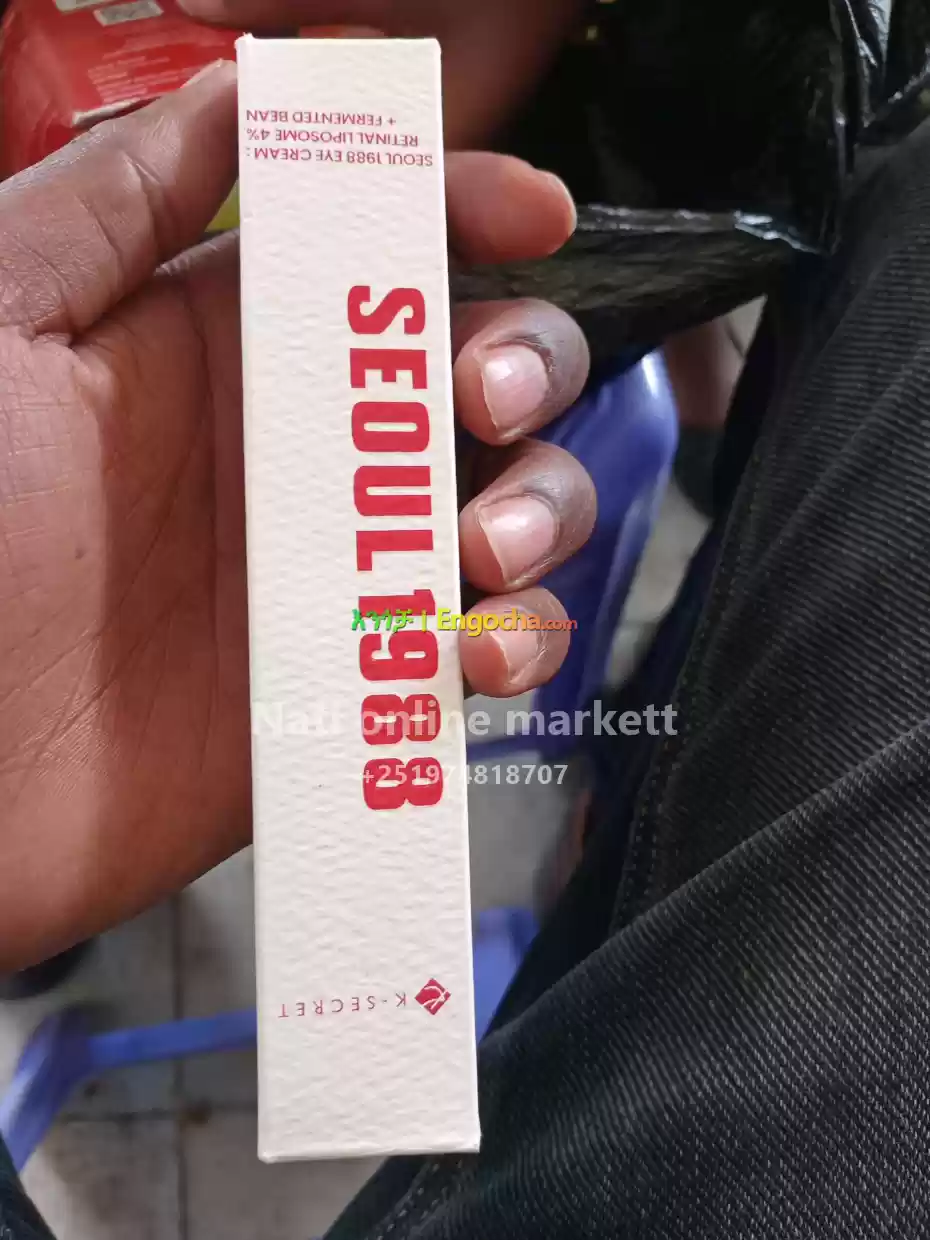 SEOUL 1988 EYE CREAM :
RETINAL LIPOSOME 4%
+ FERMENTED BEAN
SEOUL 1988
K-SECRET
እንጎቻ | Engocha.com
Nati online markett
+251974818707